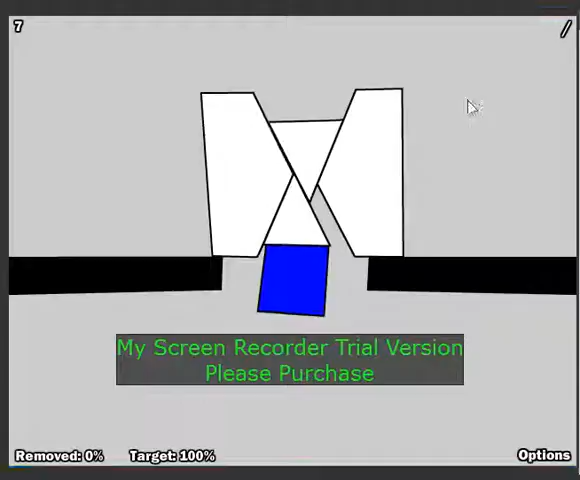 7
/
My Screen Recorder Trial Version
Please Purchase
Removed: 0% Target: 100%
Options